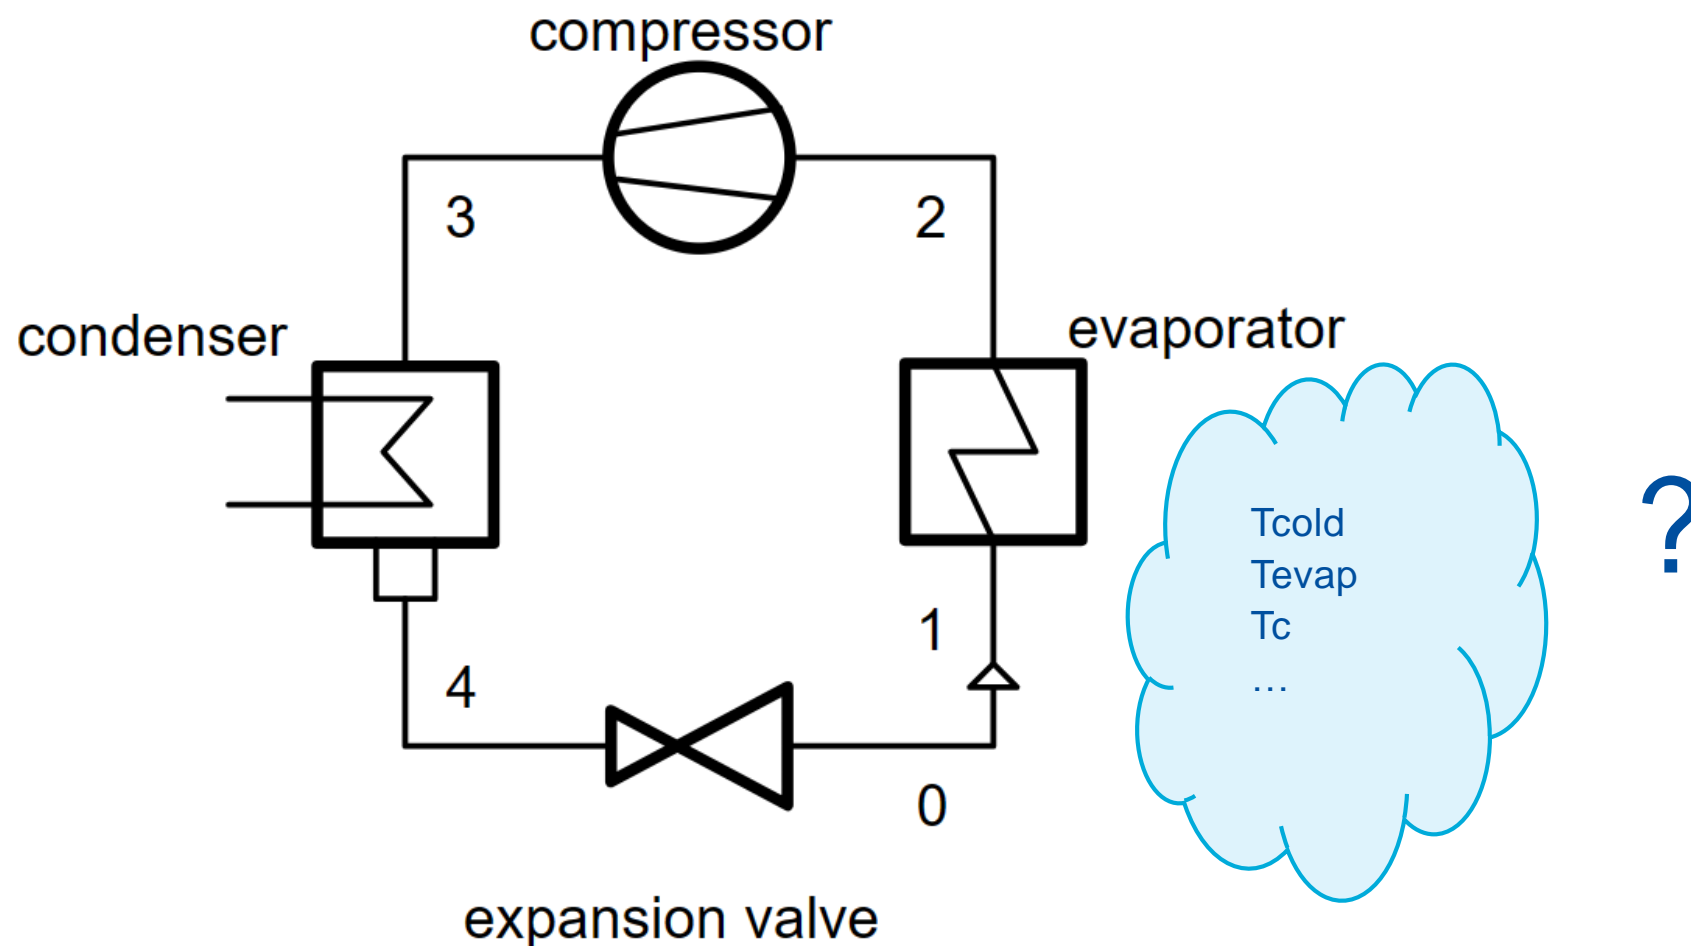 compressor
3
2
condenser
evaporator
Tcold
Tevap
Tc
…
?
1
4
0
expansion valve